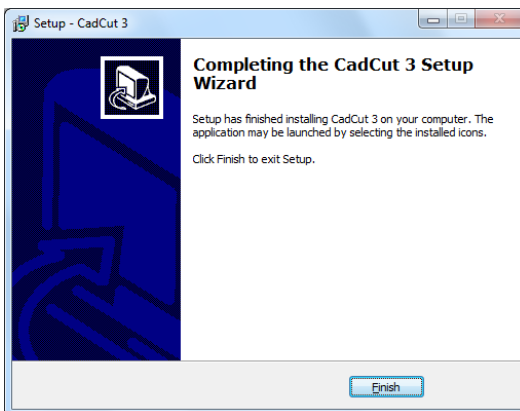 Setup - CadCut 3
Completing the CadCut 3 Setup
Wizard
Setup has finished installing CadCut 3 on your computer. The
application may be launched by selecting the installed icons.
Click Finish to exit Setup.
Finish